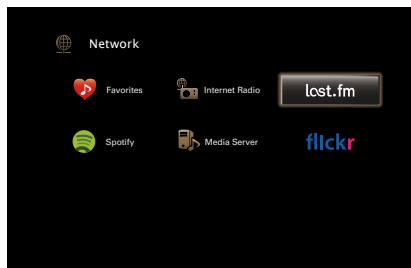 Network
Favorites
Internet Radio
last.fm
Spotify
Media Server
flickr